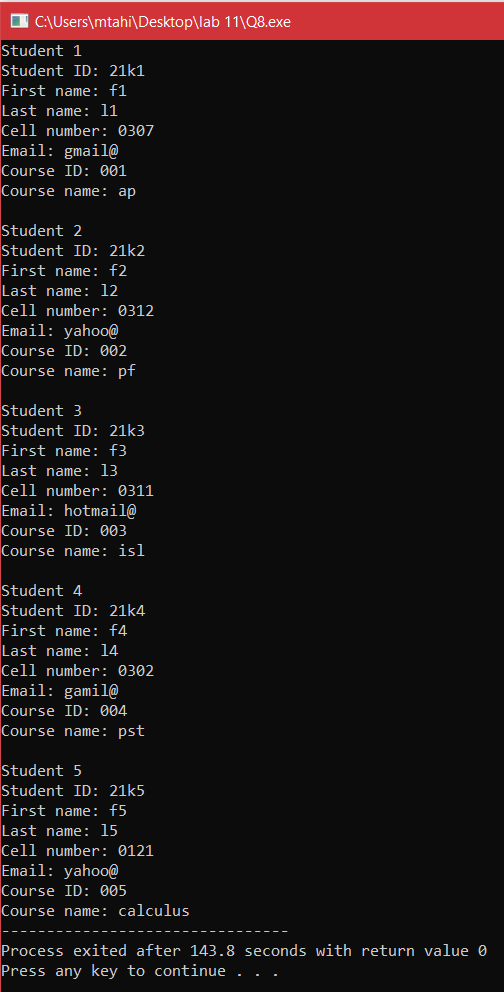 C:\Users\mtahi\Desktop\lab 11\Q8.exe
Student 1
Student ID: 21k1
First name: f1
Last name: l1
Cell number: 0307
Email: gmail@
Course ID: 001
Course name: ap

Student 2
Student ID: 21k2
First name: f2
Last name: l2
Cell number: 0312
Email: yahoo@
Course ID: 002
Course name: pf

Student 3
Student ID: 21k3
First name: f3
Last name: l3
Cell number: 0311
Email: hotmail@
Course ID: 003
Course name: isl

Student 4
Student ID: 21k4
First name: f4
Last name: l4
Cell number: 0302
Email: gamil@
Course ID: 004
Course name: pst

Student 5
Student ID: 21k5
First name: f5
Last name: l5
Cell number: 0121
Email: yahoo@
Course ID: 005
Course name: calculus
--------------------------------
Process exited after 143.8 seconds with return value 0
Press any key to continue . . .